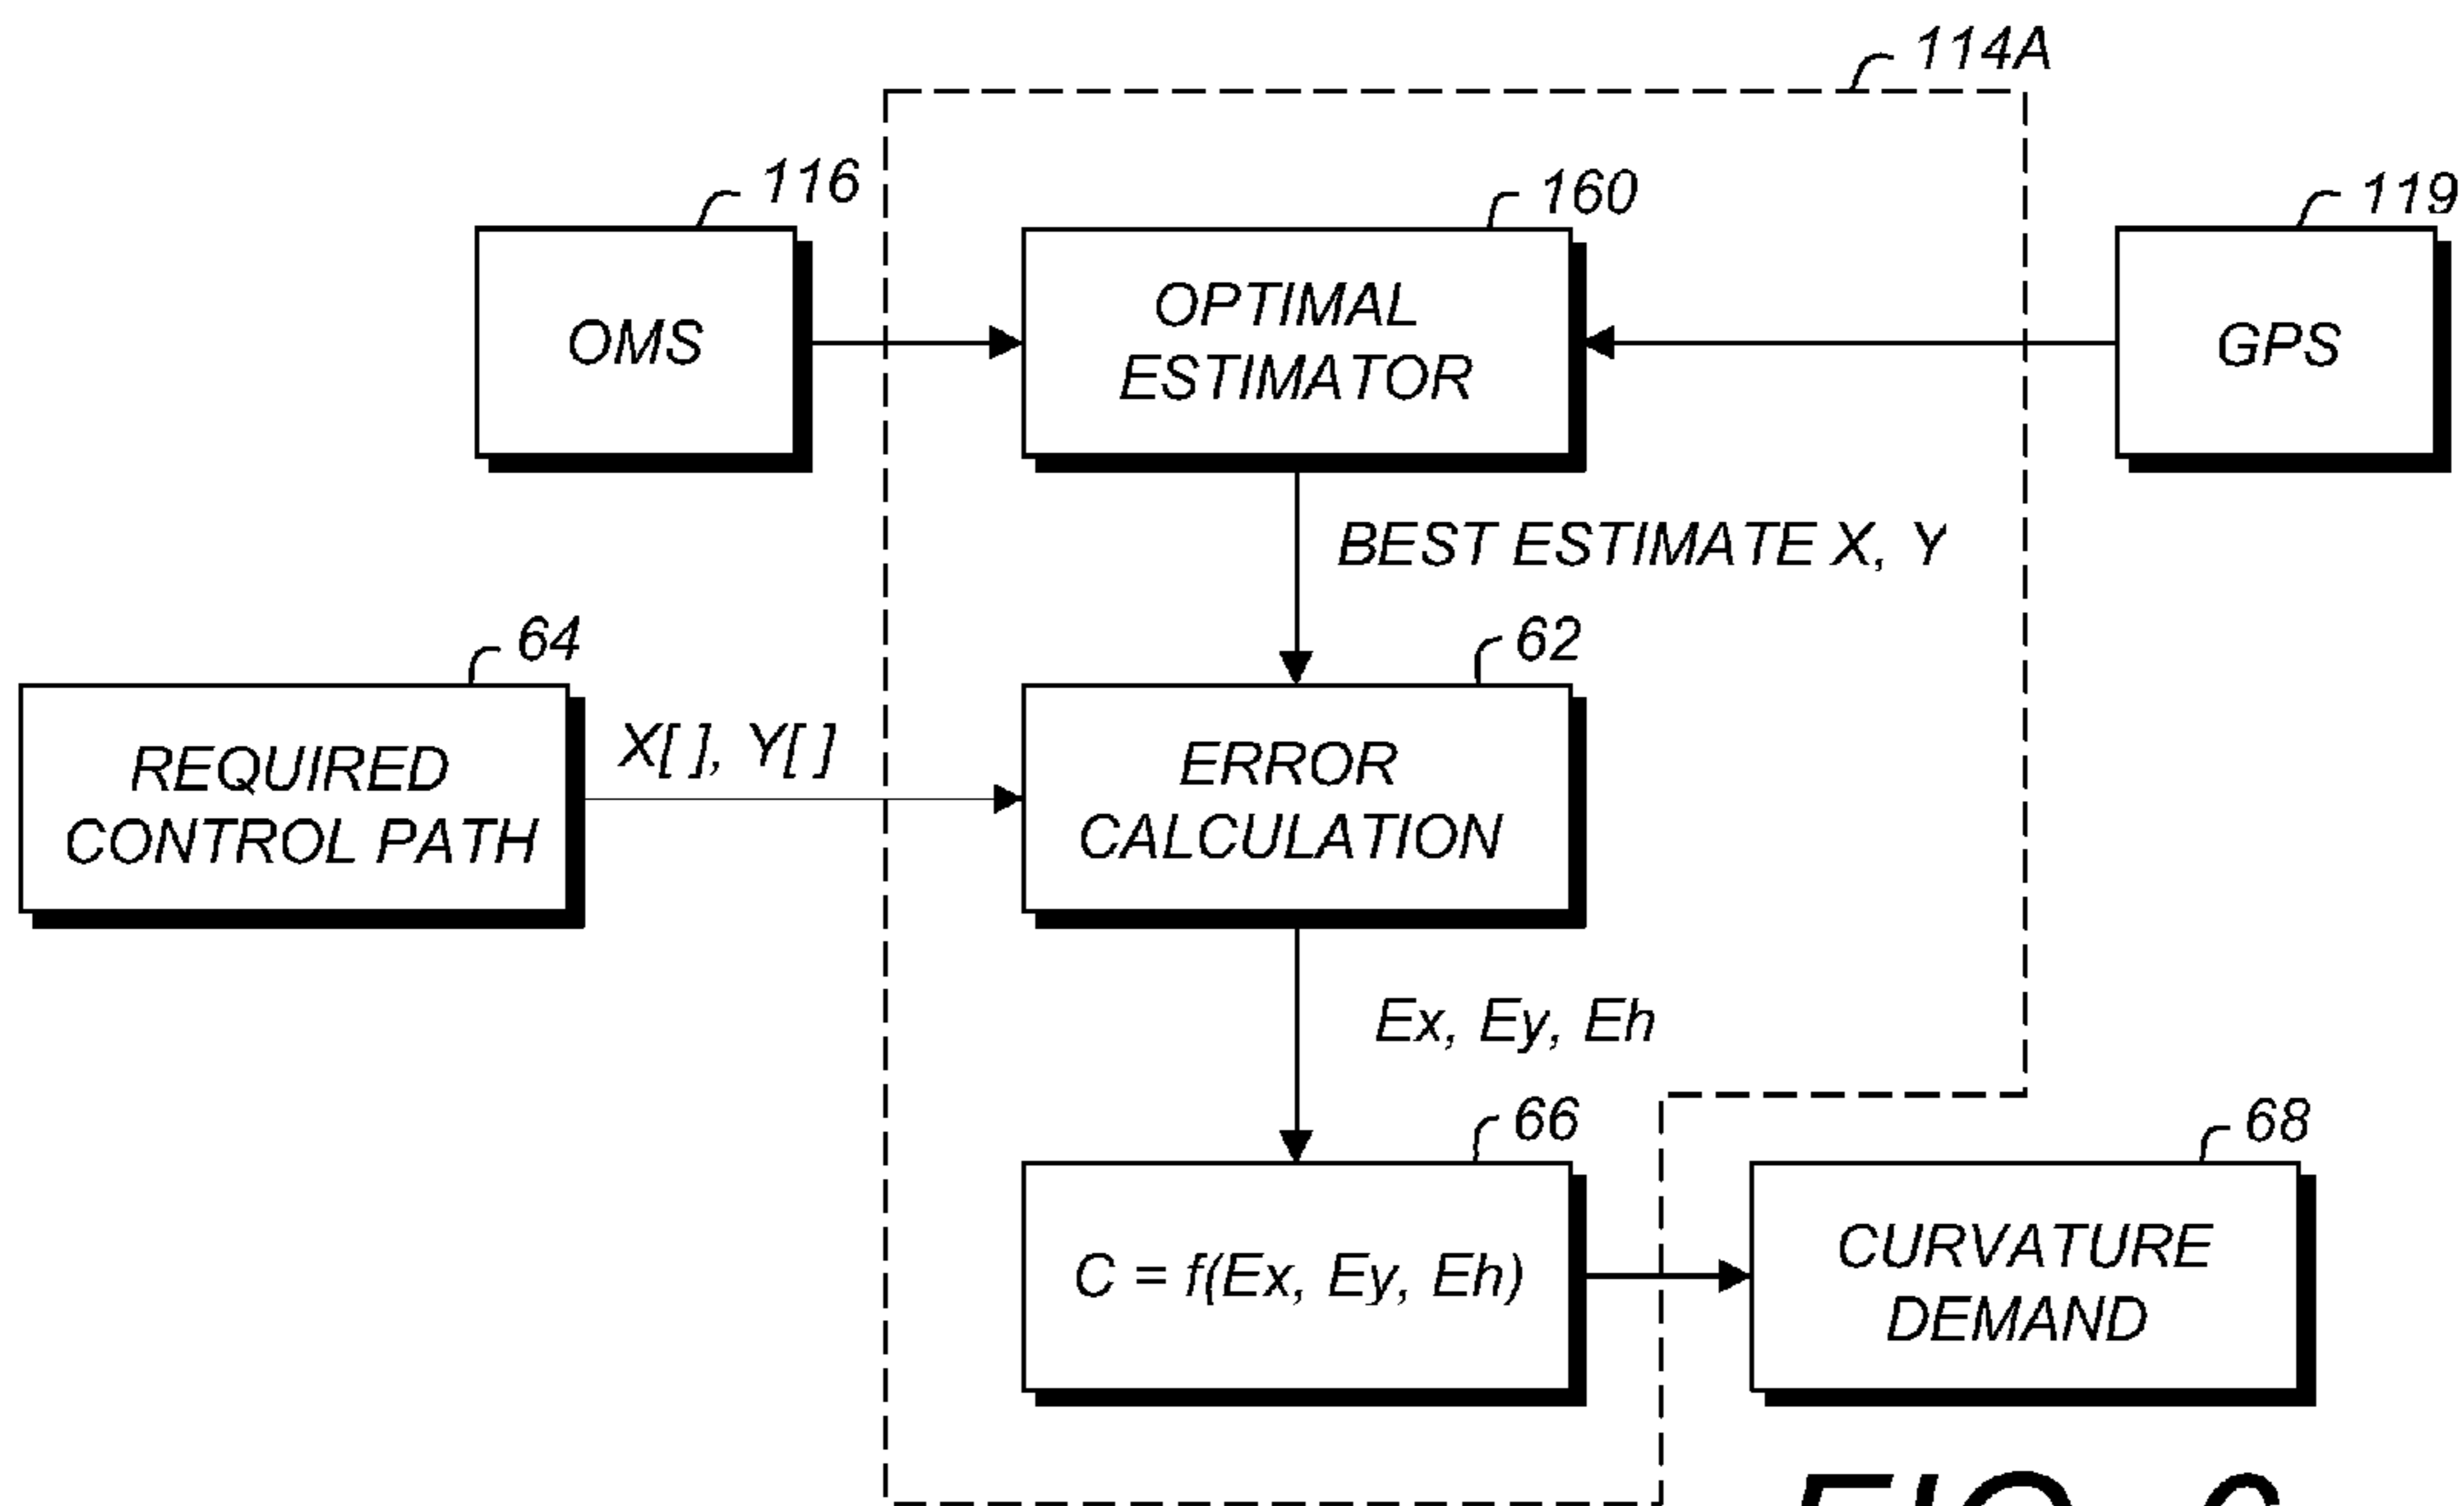 114A
116
160
119
OMS
OPTIMAL
ESTIMATOR
GPS
BEST ESTIMATE X, Y
64
62
REQUIRED
CONTROL PATH
X[ ], Y[ ]
ERROR
CALCULATION
Ex, Ey, Eh
66
68
C = f(Ex, Ey, Eh)
CURVATURE
DEMAND
FIG.